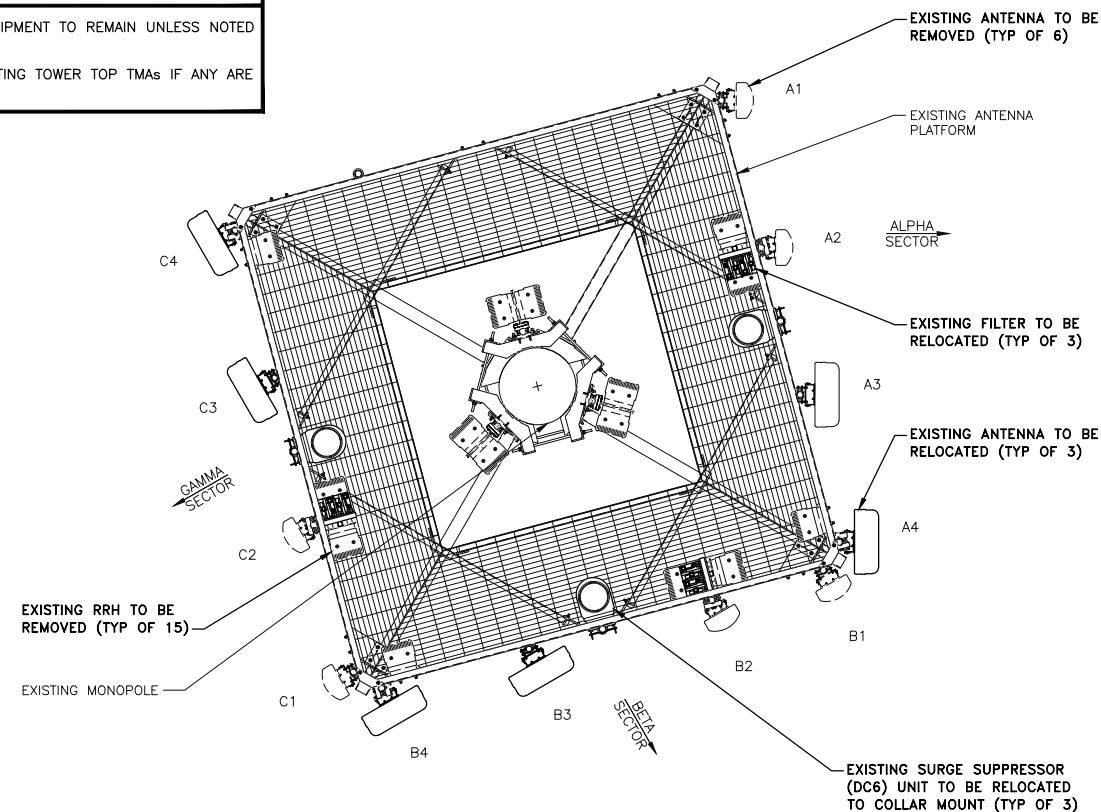 IPMENT TO REMAIN UNLESS NOTED
TING TOWER TOP TMAs IF ANY ARE
EXISTING ANTENNA TO BE
REMOVED (TYP OF 6)
A1
EXISTING ANTENNA
PLATFORM
A2
ALPHA
SECTOR
EXISTING FILTER TO BE
RELOCATED (TYP OF 3)
A3
EXISTING ANTENNA TO BE
RELOCATED (TYP OF 3)
A4
C4
C3
GAMMA
SECTOR
C2
EXISTING RRH TO BE
REMOVED (TYP OF 15)
EXISTING MONOPOLE
C1
B4
B3
BETA
SECTOR
B2
B1
EXISTING SURGE SUPPRESSOR
(DC6) UNIT TO BE RELOCATED
TO COLLAR MOUNT (TYP OF 3)